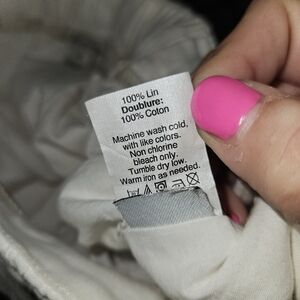 100% Lin
Doublure:
100% Coton
Machine wash cold,
with like colors.
Non chlorine
bleach only.
Tumble dry low.
Warm iron as needed.